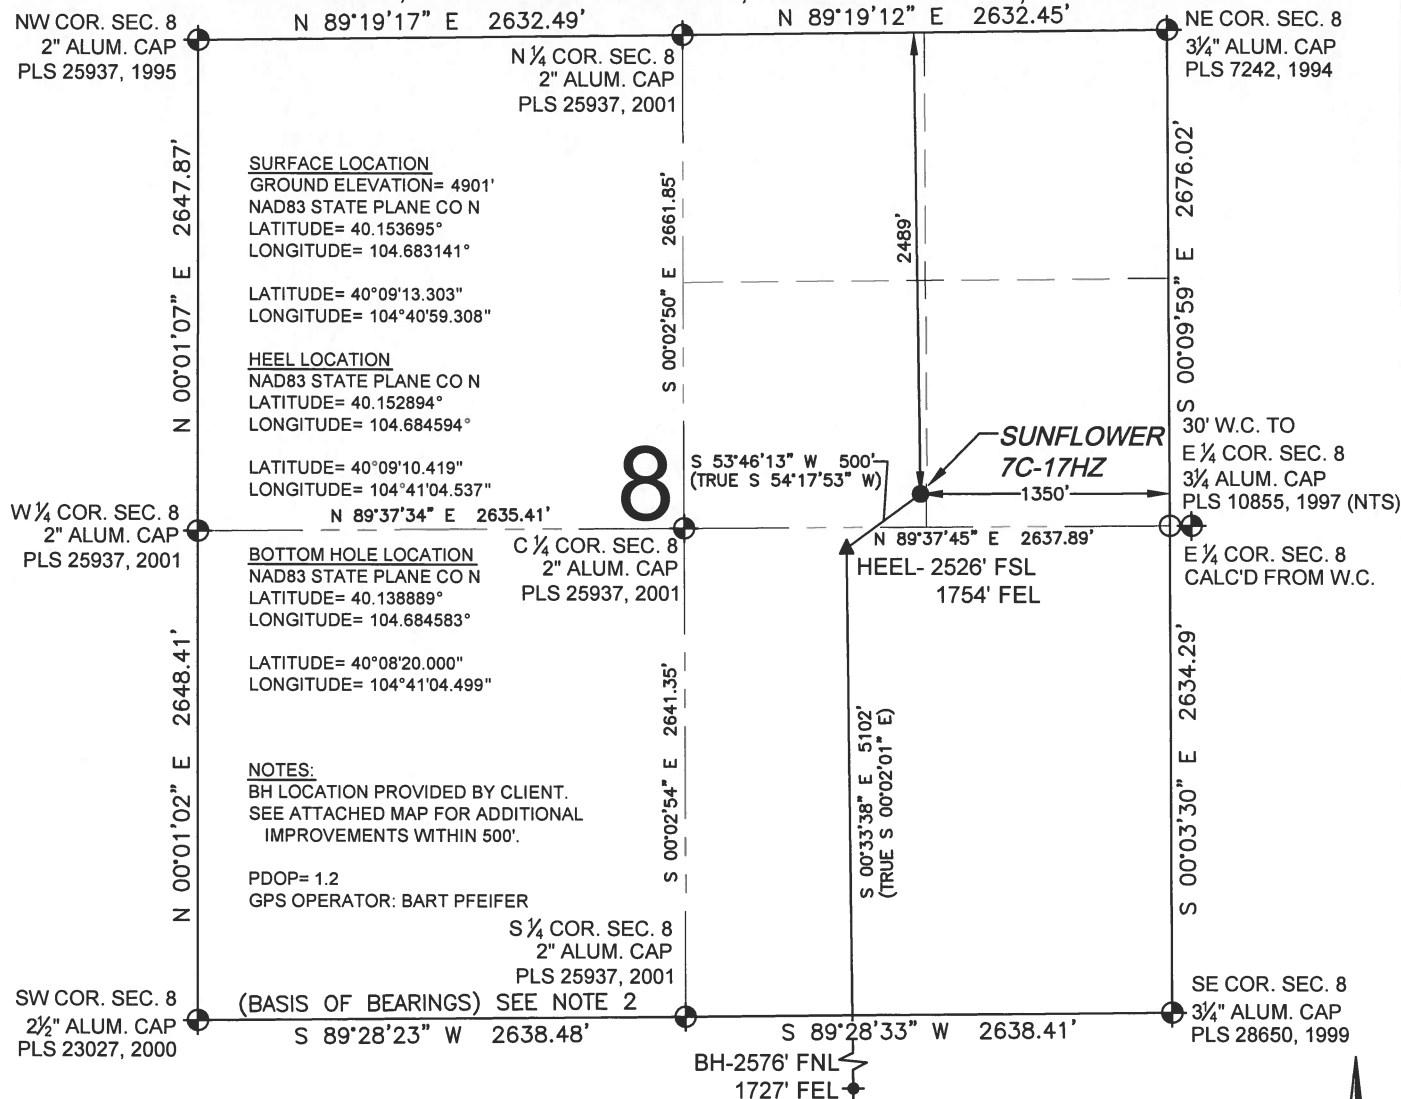 NW COR. SEC. 8
2" ALUM. CAP
PLS 25937, 1995
N 89°19'17" E 2632.49'
N 89°19'12" E 2632.45'
NE COR. SEC. 8
3¼" ALUM. CAP
PLS 7242, 1994
N ¼ COR. SEC. 8
2" ALUM. CAP
PLS 25937, 2001
N 00°01'07" E 2647.87'
SURFACE LOCATION
GROUND ELEVATION= 4901'
NAD83 STATE PLANE CO N
LATITUDE= 40.153695°
LONGITUDE= 104.683141°
LATITUDE= 40°09'13.303"
LONGITUDE= 104°40'59.308"
HEEL LOCATION
NAD83 STATE PLANE CO N
LATITUDE= 40.152894°
LONGITUDE= 104.684594°
LATITUDE= 40°09'10.419"
LONGITUDE= 104°41'04.537"
S 00°02'50" E 2661.85'
2489'
S 00°09'59" E 2676.02'
8
S 53°46'13" W 500'
(TRUE S 54°17'53" W)
SUNFLOWER
7C-17HZ
1350'
30' W.C. TO
E ¼ COR. SEC. 8
3¼ ALUM. CAP
PLS 10855, 1997 (NTS)
W ¼ COR. SEC. 8
2" ALUM. CAP
PLS 25937, 2001
N 89°37'34" E 2635.41'
C ¼ COR. SEC. 8
2" ALUM. CAP
PLS 25937, 2001
N 89°37'45" E 2637.89'
HEEL- 2526' FSL
1754' FEL
E ¼ COR. SEC. 8
CALC'D FROM W.C.
BOTTOM HOLE LOCATION
NAD83 STATE PLANE CO N
LATITUDE= 40.138889°
LONGITUDE= 104.684583°
LATITUDE= 40°08'20.000"
LONGITUDE= 104°41'04.499"
N 00°01'02" E 2648.41'
S 00°02'54" E 2641.35'
S 00°33'38" E 5102'
(TRUE S 00°02'01" E)
S 00°03'30" E 2634.29'
NOTES:
BH LOCATION PROVIDED BY CLIENT.
SEE ATTACHED MAP FOR ADDITIONAL
IMPROVEMENTS WITHIN 500'.
PDOP= 1.2
GPS OPERATOR: BART PFEIFER
S ¼ COR. SEC. 8
2" ALUM. CAP
PLS 25937, 2001
SW COR. SEC. 8
2½" ALUM. CAP
PLS 23027, 2000
(BASIS OF BEARINGS) SEE NOTE 2
S 89°28'23" W 2638.48'
S 89°28'33" W 2638.41'
SE COR. SEC. 8
3¼" ALUM. CAP
PLS 28650, 1999
BH-2576' FNL
1727' FEL